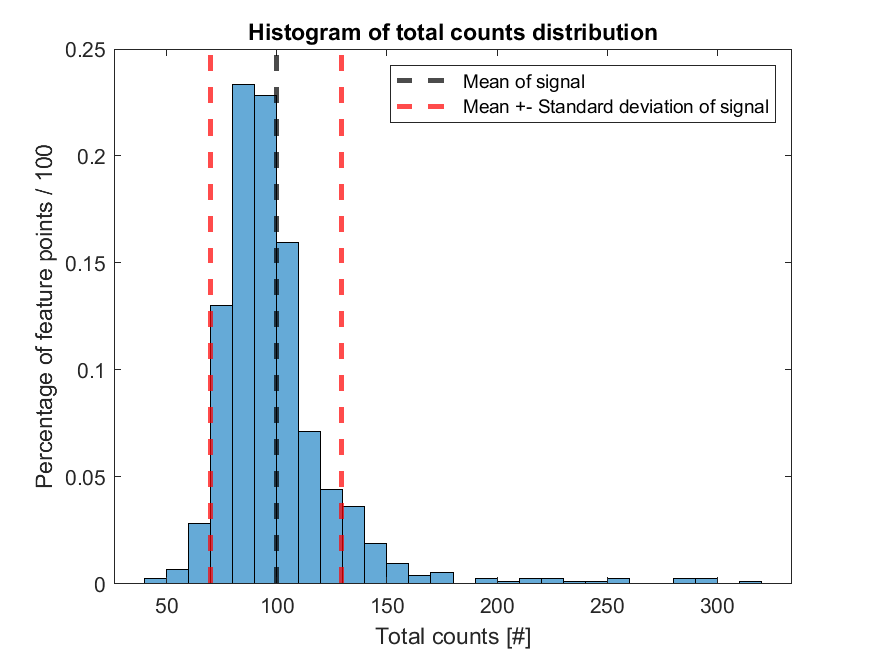 Histogram of total counts distribution
Mean of signal
Mean +- Standard deviation of signal
Percentage of feature points / 100
0.25
0.2
0.15
0.1
0.05
0
50 100 150 200 250 300
Total counts [#]